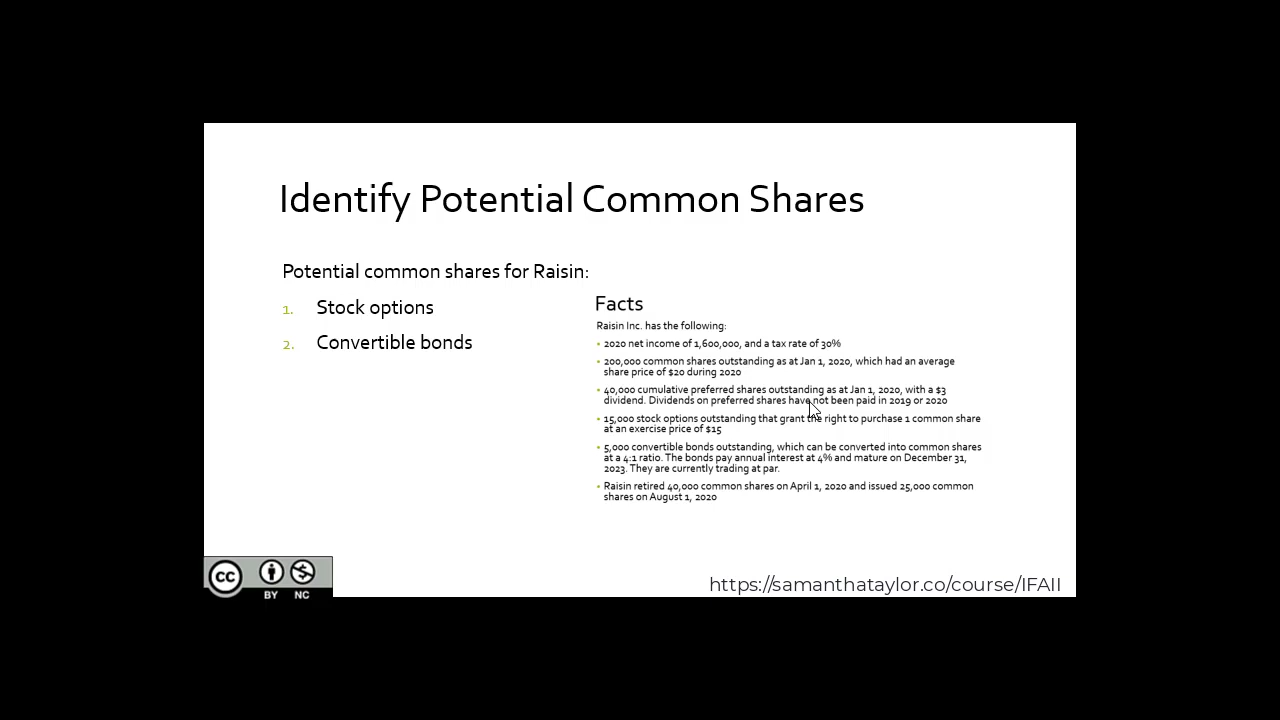 Identify Potential Common Shares
Potential common shares for Raisin:
1. Stock options
2. Convertible bonds
Facts
Raisin Inc. has the following:
• 2020 net income of 1,600,000, and a tax rate of 30%
• 200,000 common shares outstanding as at Jan 1, 2020, which had an average
share price of $20 during 2020
• 40,000 cumulative preferred shares outstanding as at Jan 1, 2020, with a $3
dividend. Dividends on preferred shares have not been paid in 2019 or 2020
• 15,000 stock options outstanding that grant the right to purchase 1 common share
at an exercise price of $15
• 5,000 convertible bonds outstanding, which can be converted into common shares
at a 4:1 ratio. The bonds pay annual interest at 4% and mature on December 31,
2023. They are currently trading at par.
• Raisin retired 40,000 common shares on April 1, 2020 and issued 25,000 common
shares on August 1, 2020
cc
BY NC
https://samanthataylor.co/course/IFAII